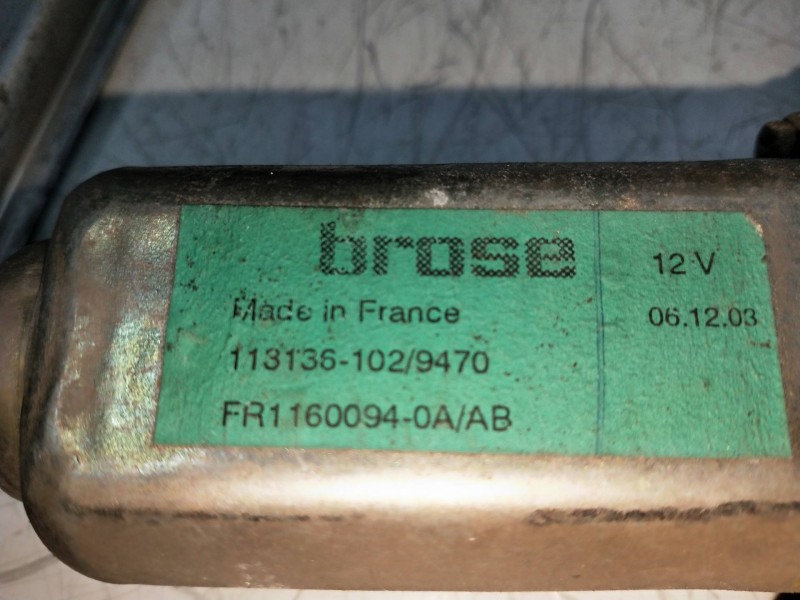 brose
12 V
Made in France
06.12.03
113136-102/9470
FR1160094-0A/AB